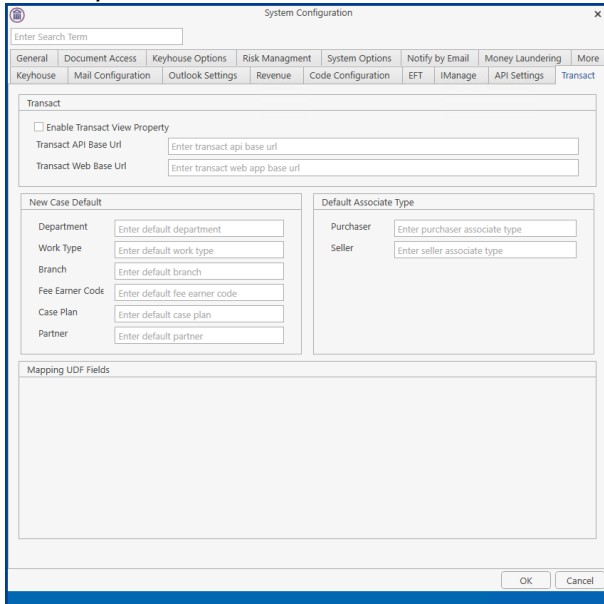 System Configuration
Enter Search Term
General Document Access Keyhouse Options Risk Managment System Options Notify by Email Money Laundering More
Keyhouse Mail Configuration Outlook Settings Revenue Code Configuration EFT IManage API Settings Transact
Transact
Enable Transact View Property
Transact API Base Url Enter transact api base url
Transact Web Base Url Enter transact web app base url
New Case Default Default Associate Type
Department Enter default department Purchaser Enter purchaser associate type
Work Type Enter default work type Seller Enter seller associate type
Branch Enter default branch
Fee Earner Code Enter default fee earner code
Case Plan Enter default case plan
Partner Enter default partner
Mapping UDF Fields
OK Cancel